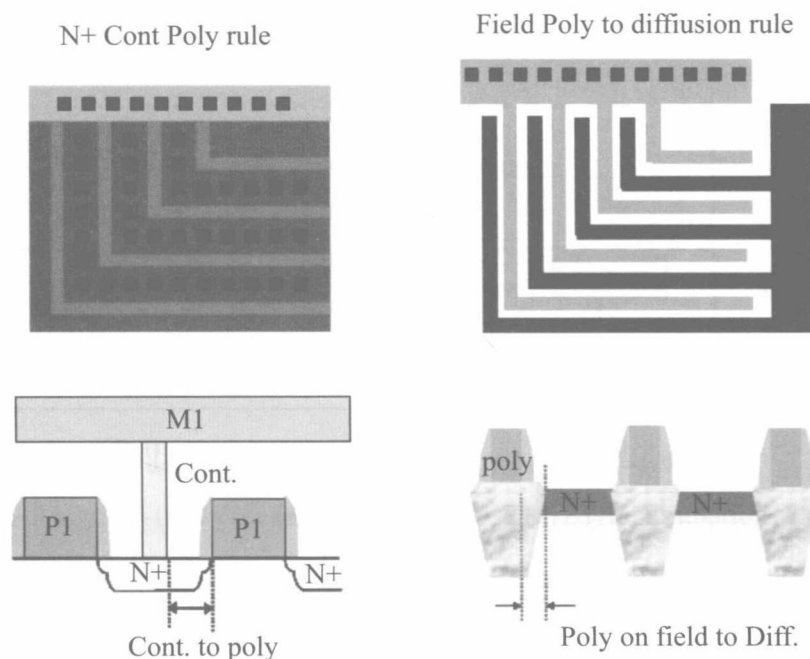 N+ Cont Poly rule
Field Poly to diffiusion rule
M1
Cont.
P1
P1
N+
N+
Cont. to poly
poly
N+
N+
Poly on field to Diff.